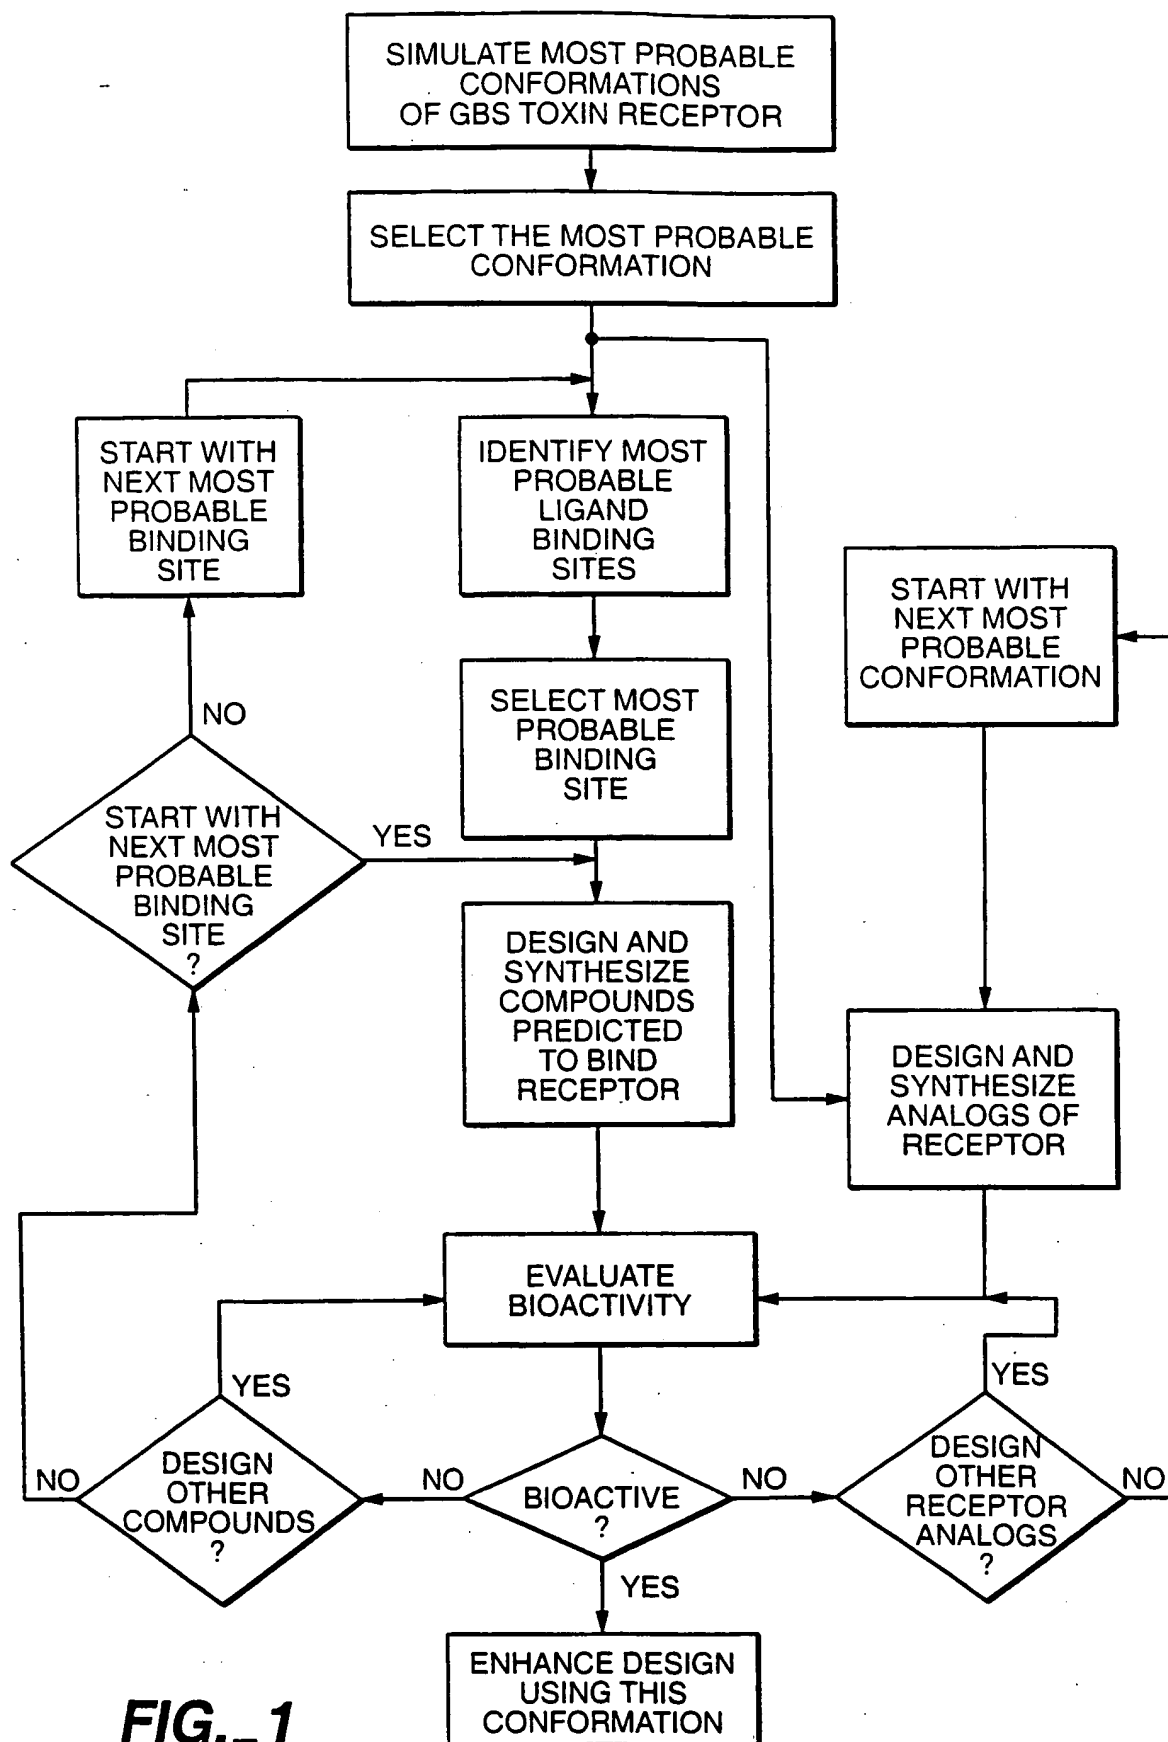 SIMULATE MOST PROBABLE
CONFORMATIONS
OF GBS TOXIN RECEPTOR
SELECT THE MOST PROBABLE
CONFORMATION
START WITH
NEXT MOST
PROBABLE
BINDING
SITE
IDENTIFY MOST
PROBABLE
LIGAND
BINDING
SITES
START WITH
NEXT MOST
PROBABLE
CONFORMATION
NO
SELECT MOST
PROBABLE
BINDING
SITE
START WITH
NEXT MOST
PROBABLE
BINDING
SITE
?
YES
DESIGN AND
SYNTHESIZE
COMPOUNDS
PREDICTED
TO BIND
RECEPTOR
DESIGN AND
SYNTHESIZE
ANALOGS OF
RECEPTOR
EVALUATE
BIOACTIVITY
YES
YES
NO
DESIGN
OTHER
COMPOUNDS
?
NO
BIOACTIVE
?
NO
DESIGN
OTHER
RECEPTOR
ANALOGS
?
NO
YES
ENHANCE DESIGN
USING THIS
CONFORMATION
FIG._1